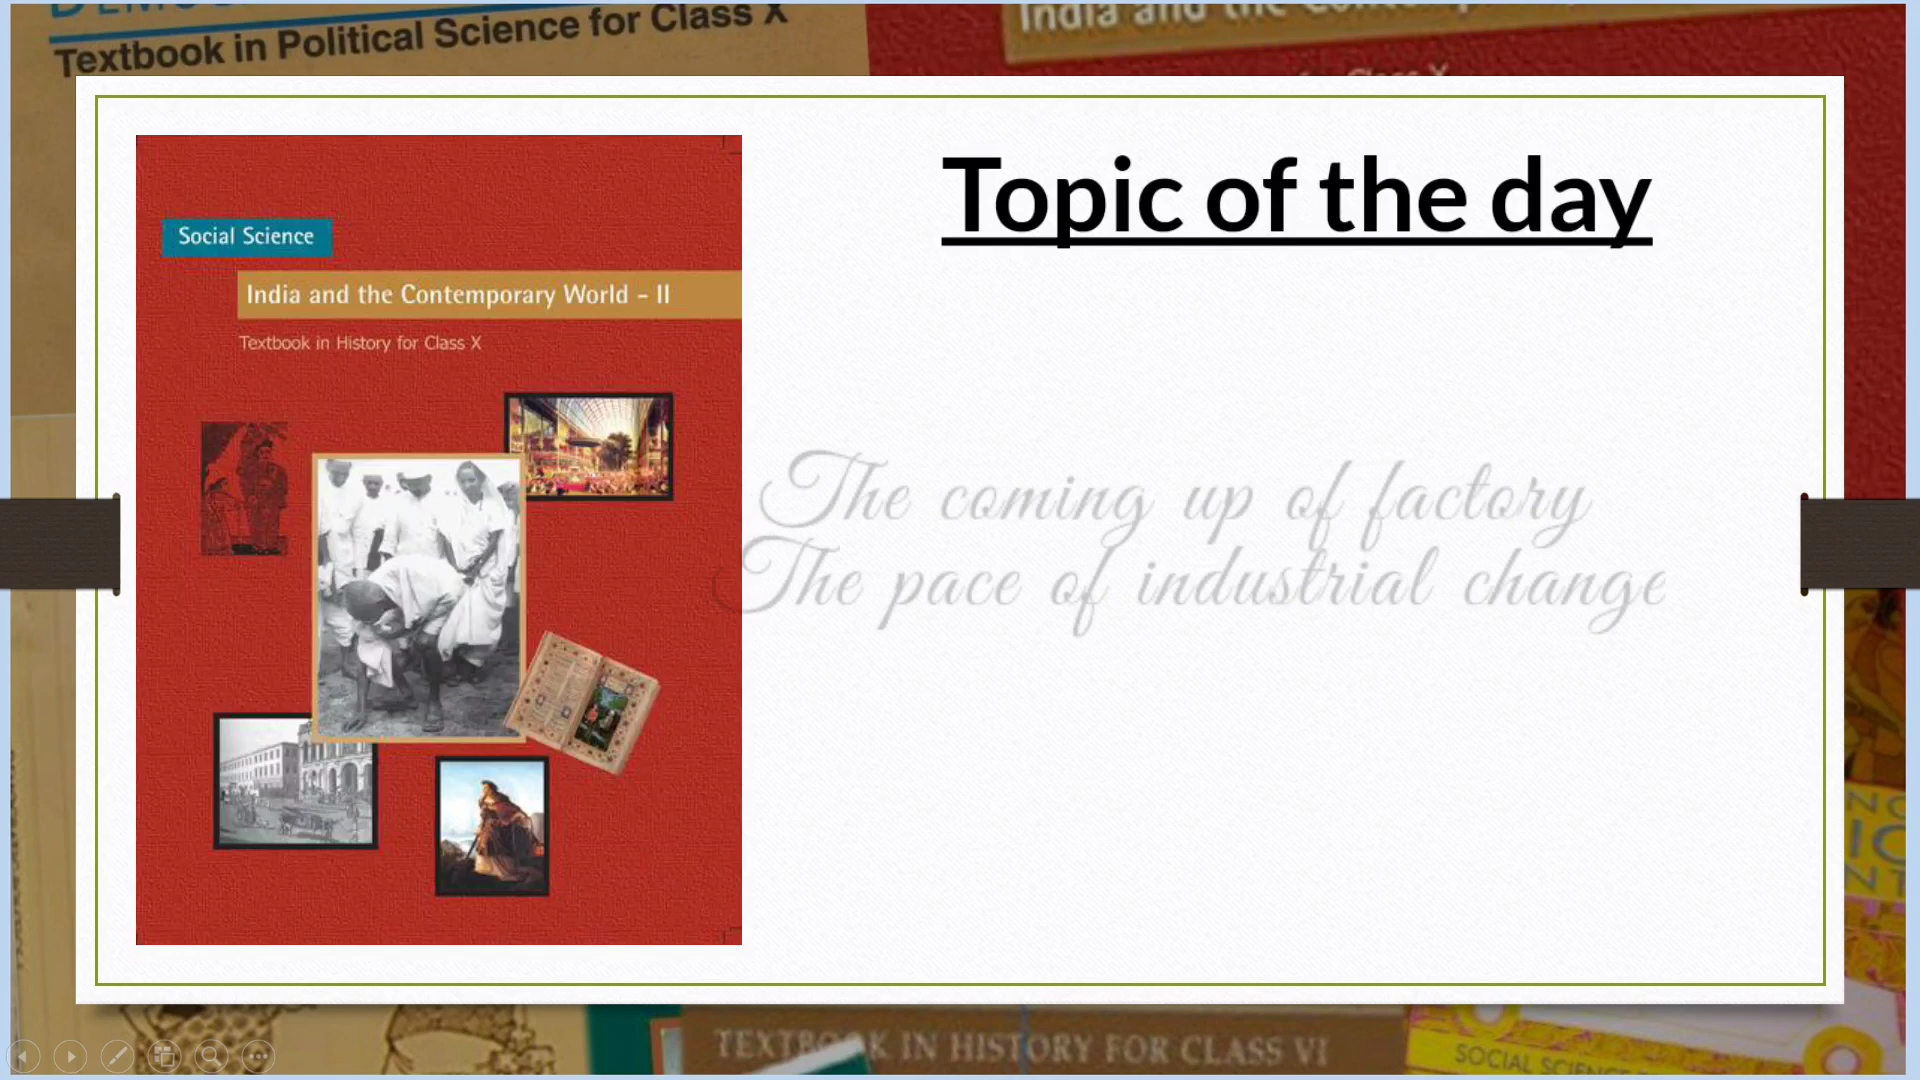 Textbook in Political Science for Class X
India and the
Social Science
India and the Contemporary World - II
Textbook in History for Class X
Topic of the day
The coming up of factory
The pace of industrial change
TEXTBOOK IN HISTORY FOR CLASS VI
SOCIAL SCIENCE